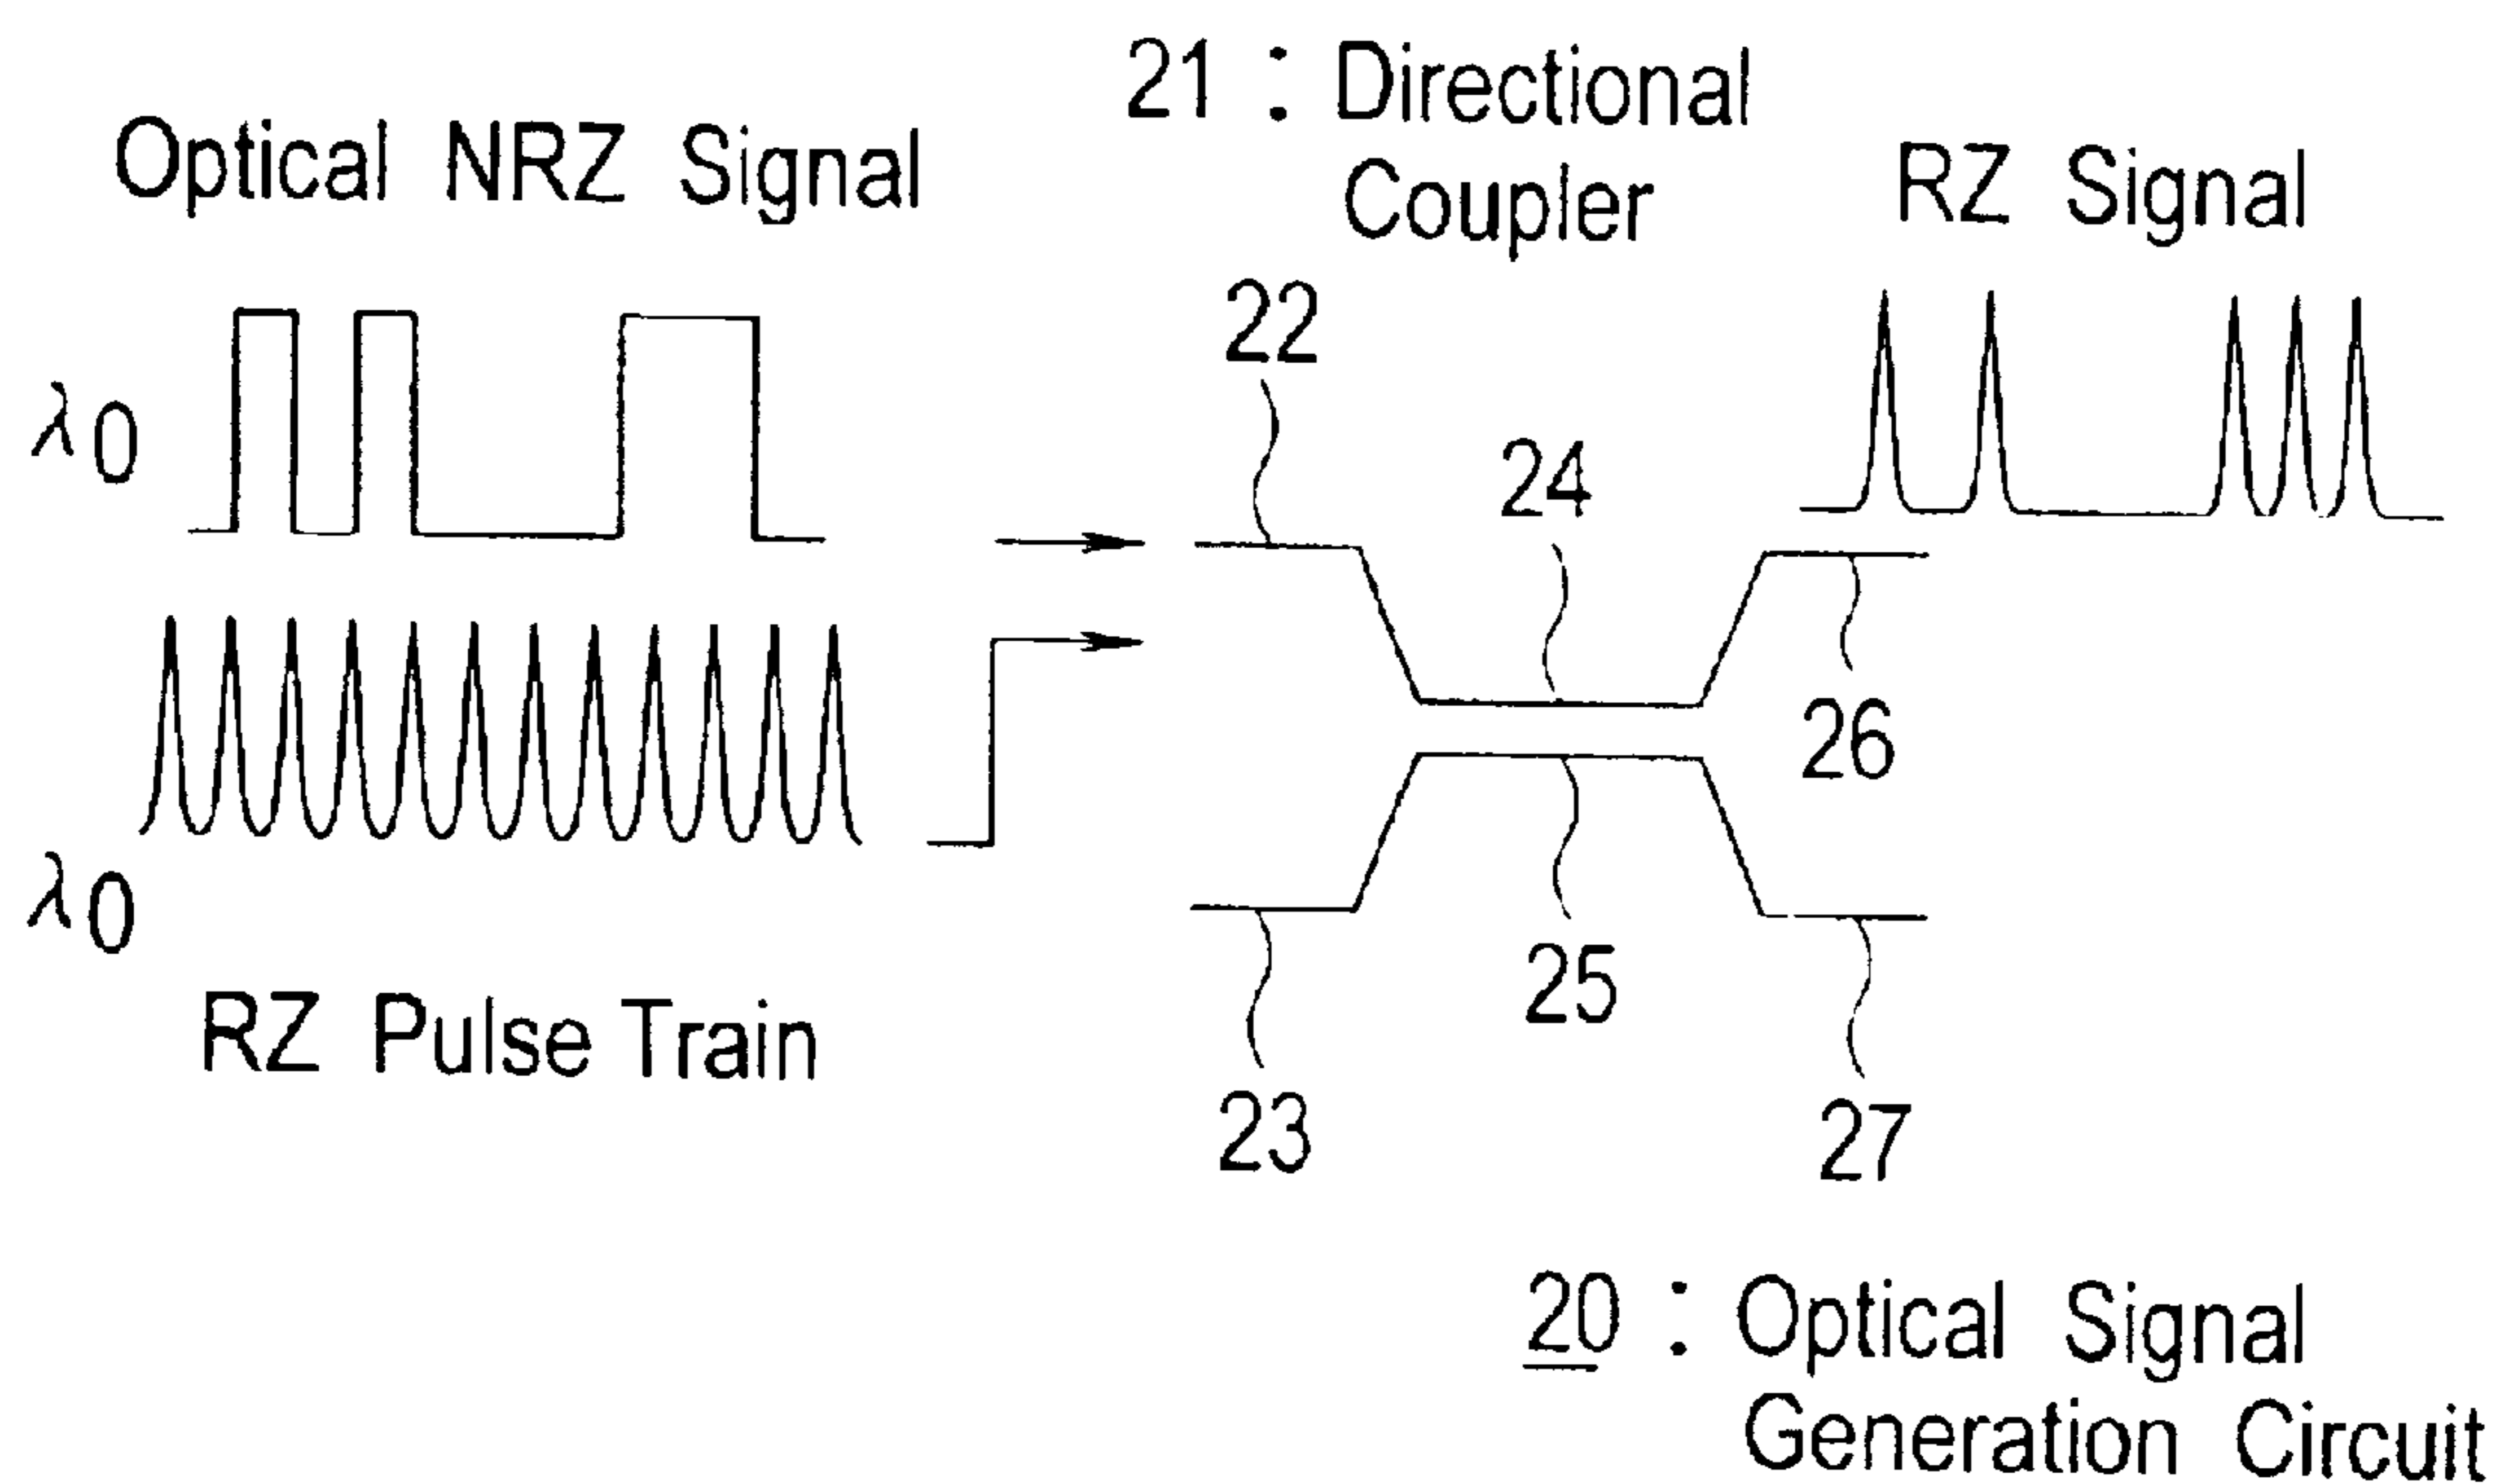 21 : Directional
Coupler
Optical NRZ Signal
RZ Signal
22
λ0
24
26
λ0
25
RZ Pulse Train
23
27
20 : Optical Signal
Generation Circuit